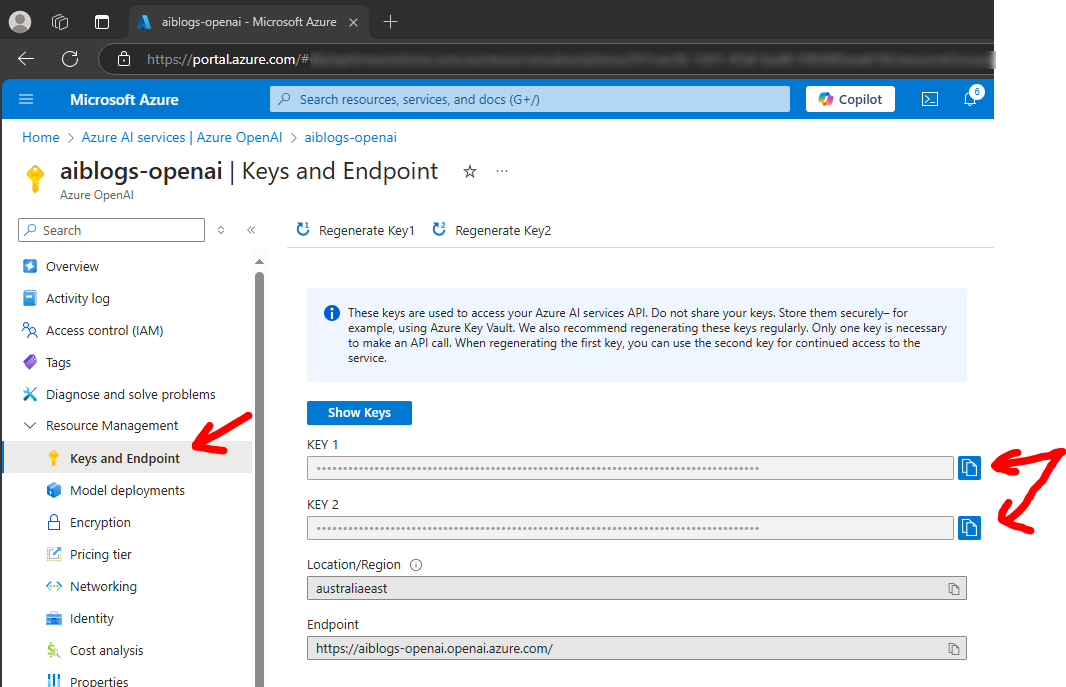 aiblogs-openai - Microsoft Azure
https://portal.azure.com/#
Microsoft Azure
Search resources, services, and docs (G+/)
Copilot
6
Home > Azure AI services | Azure OpenAI > aiblogs-openai
aiblogs-openai | Keys and Endpoint
Azure OpenAI
Search
Regenerate Key1
Regenerate Key2
Overview
Activity log
Access control (IAM)
Tags
Diagnose and solve problems
Resource Management
Keys and Endpoint
Model deployments
Encryption
Pricing tier
Networking
Identity
Cost analysis
Properties
These keys are used to access your Azure AI services API. Do not share your keys. Store them securely– for
example, using Azure Key Vault. We also recommend regenerating these keys regularly. Only one key is necessary
to make an API call. When regenerating the first key, you can use the second key for continued access to the
service.
Show Keys
KEY 1
KEY 2
Location/Region
australiaeast
Endpoint
https://aiblogs-openai.openai.azure.com/